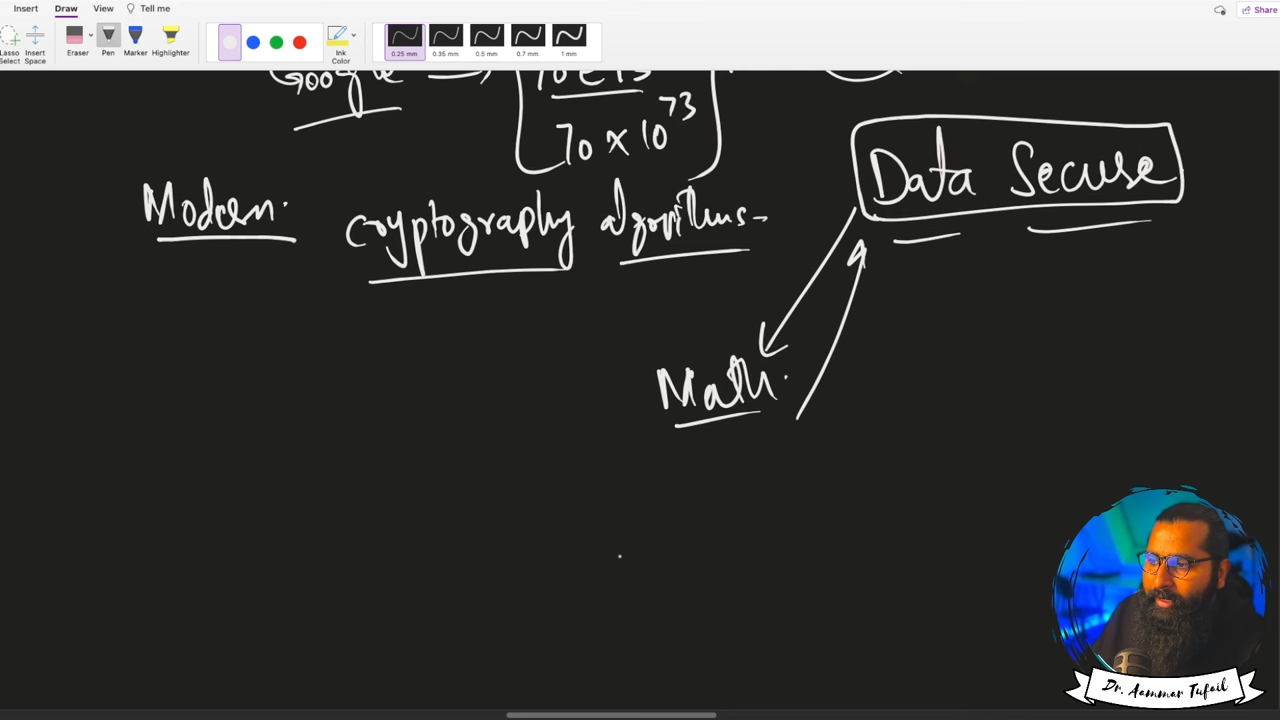 Insert Draw View Tell me
Share
Lasso Select
Insert Space
Eraser
Pen
Marker
Highlighter
Ink Color
0.25 mm
0.35 mm
0.5 mm
0.7 mm
1 mm
Google →
70 × 10^73
Data Secure
Modern.
cryptography algorithms-
Math.
Dr. Aammar Tufail